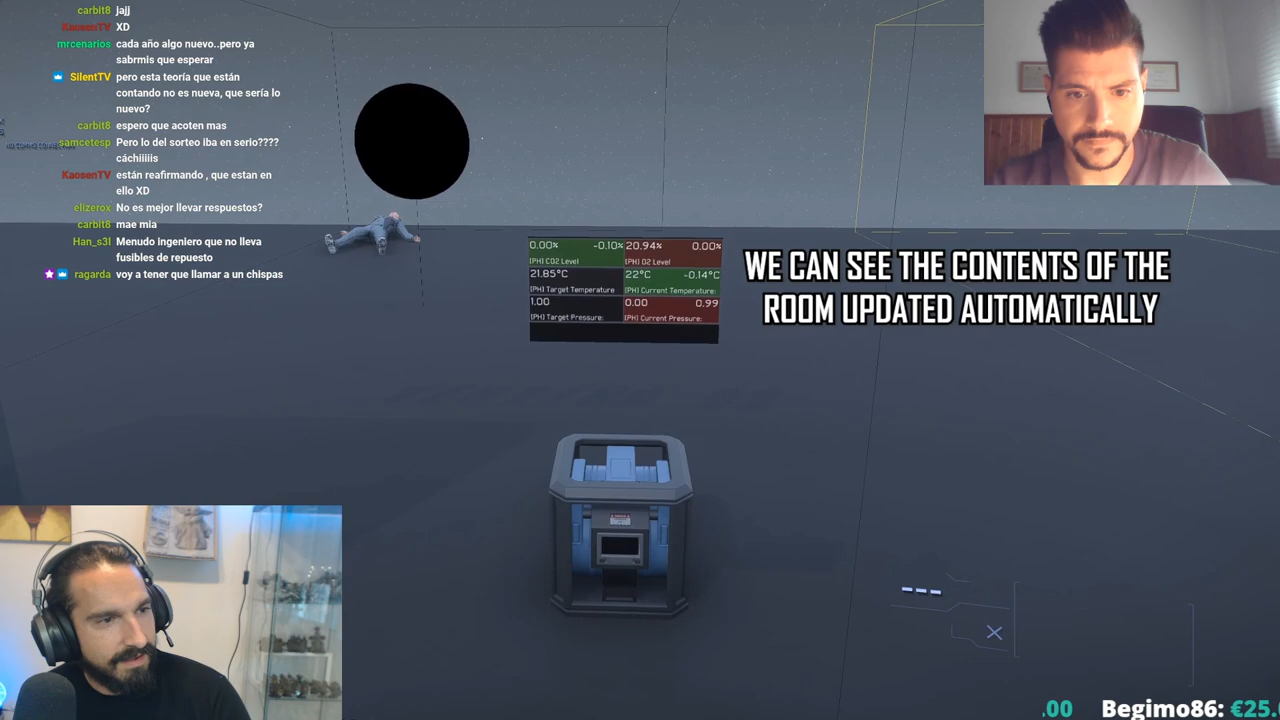 carbit8 jajj
KaosenTV XD
mrcenarios cada año algo nuevo..pero ya
sabrmis que esperar
SilentTV pero esta teoría que están
contando no es nueva, que sería lo
nuevo?
carbit8 espero que acoten mas
samcetesp Pero lo del sorteo iba en serio????
cáchiiiiis
KaosenTV están reafirmando , que estan en
ello XD
elizerox No es mejor llevar respuestos?
carbit8 mae mia
Han_s3l Menudo ingeniero que no lleva
fusibles de repuesto
ragarda voy a tener que llamar a un chispas
0.00% -0.10% 20.94% 0.00%
[PH] CO2 Level [PH] O2 Level
21.85°C 22°C -0.14°C
[PH] Target Temperature [PH] Current Temperature:
1.00 0.00 0.99
[PH] Target Pressure: [PH] Current Pressure:
WE CAN SEE THE CONTENTS OF THE
ROOM UPDATED AUTOMATICALLY
.00 Begimo86: €25.